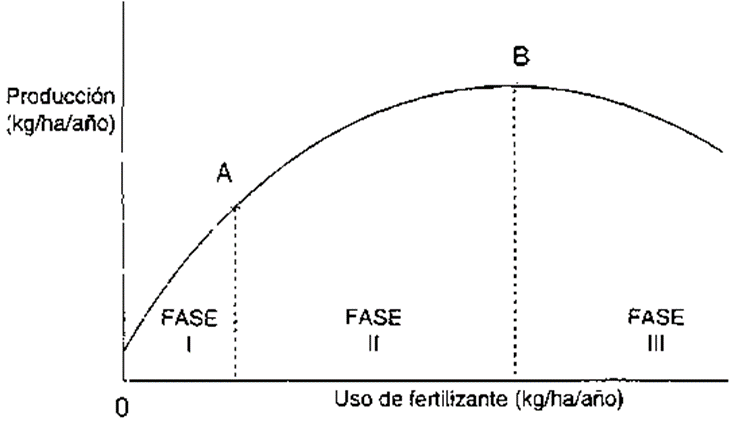 B
Producción
(kg/ha/año)
A
FASE
I
FASE
II
FASE
III
0
Uso de fertilizante (kg/ha/año)